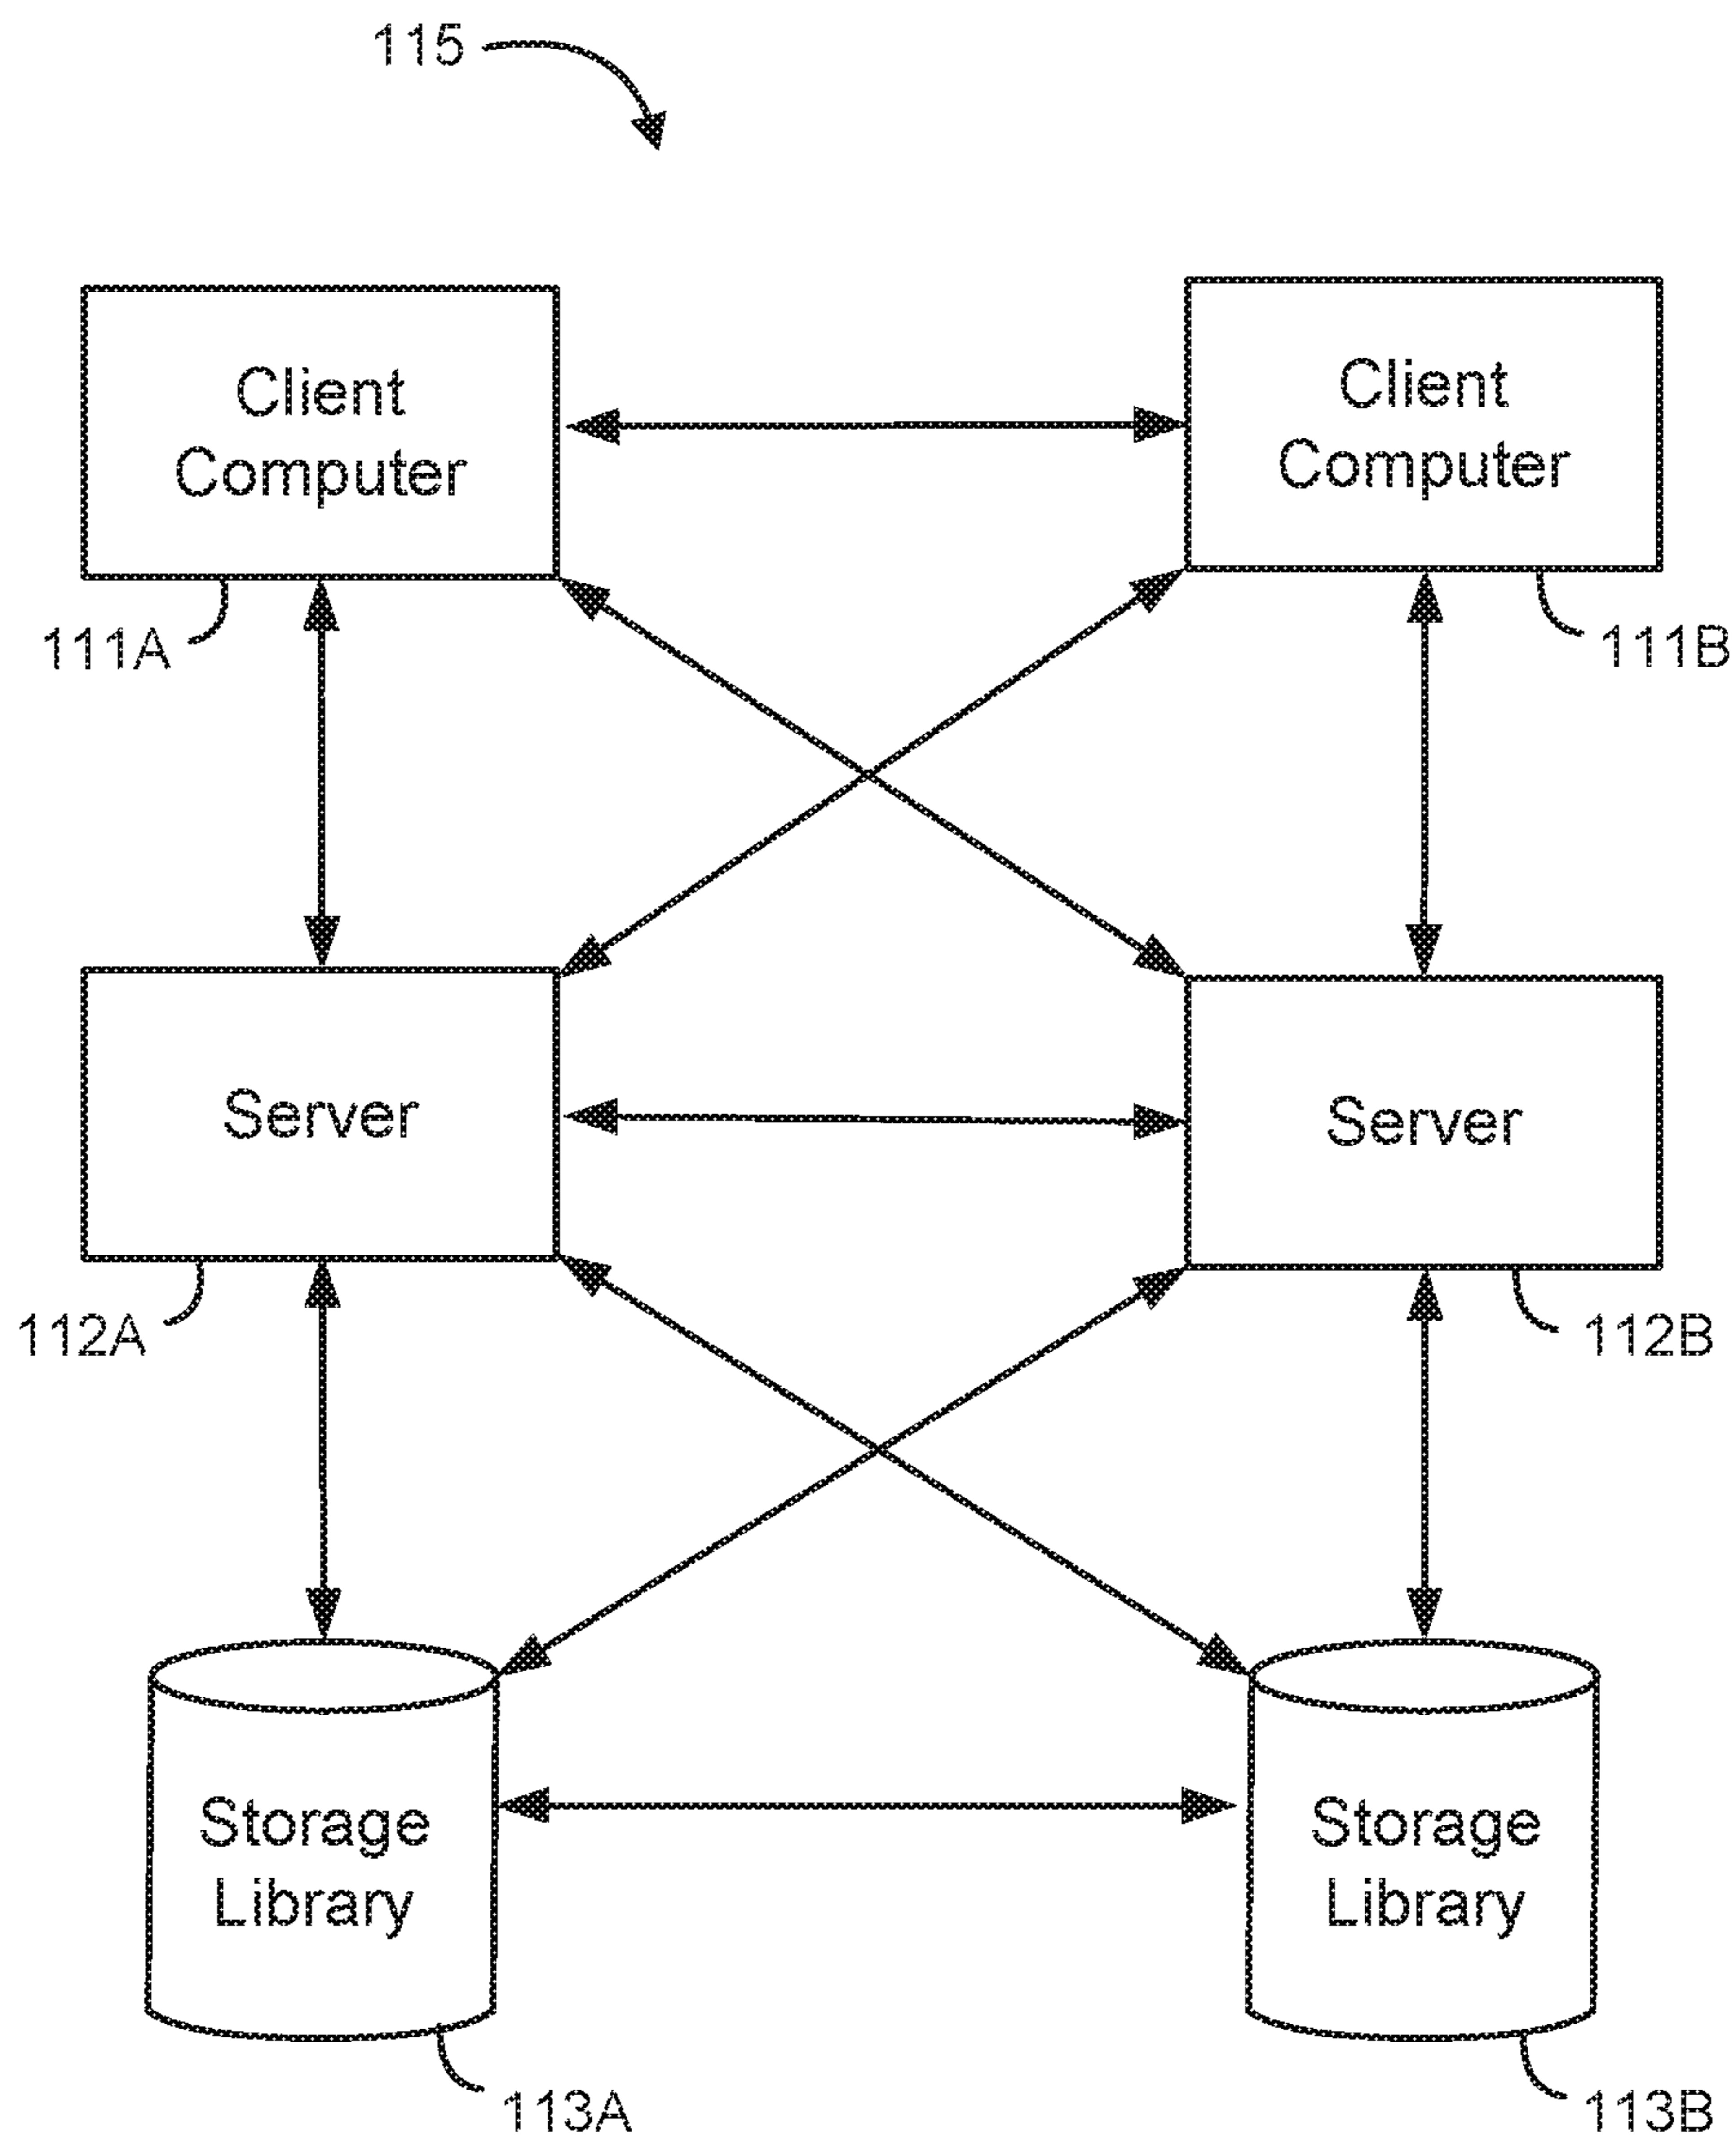 115
Client
Computer
Client
Computer
111A
111B
Server
Server
112A
112B
Storage
Library
Storage
Library
113A
113B